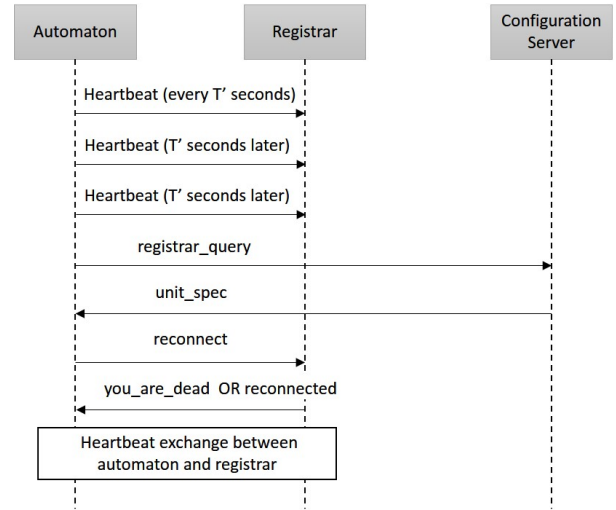 Automaton
Registrar
Configuration
Server
Heartbeat (every T’ seconds)
Heartbeat (T’ seconds later)
Heartbeat (T’ seconds later)
registrar_query
unit_spec
reconnect
you_are_dead OR reconnected
Heartbeat exchange between
automaton and registrar